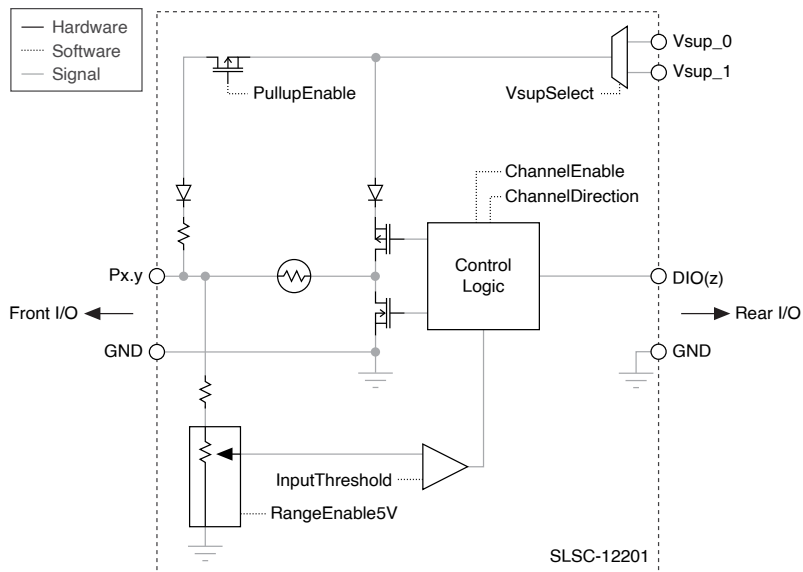 Hardware
Software
Signal
PullupEnable
VsupSelect
Vsup_0
Vsup_1
ChannelEnable
ChannelDirection
Control
Logic
Px.y
DIO(z)
Front I/O
Rear I/O
GND
GND
InputThreshold
RangeEnable5V
SLSC-12201